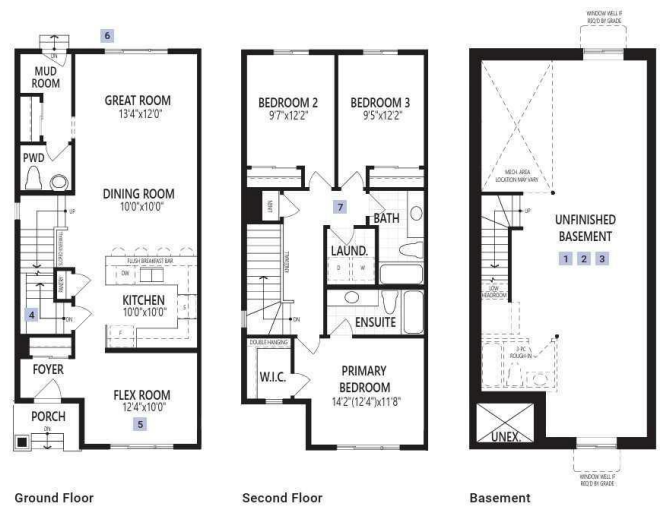 6
DN
MUD
ROOM
GREAT ROOM
13'4"x12'0"
PWD
DINING ROOM
10'0"x10'0"
UP
FLUSH BREAKFAST BAR
DW
PANTRY
KITCHEN
10'0"x10'0"
4
DN
F
FOYER
FLEX ROOM
12'4"x10'0"
5
PORCH
DN
Ground Floor
BEDROOM 2
9'7"x12'2"
BEDROOM 3
9'5"x12'2"
7
BATH
LAUND.
D
W
ENSUITE
DN
DOUBLE HANGING
W.I.C.
PRIMARY
BEDROOM
14'2"(12'4")x11'8"
Second Floor
WINDOW WELL IF
REQ'D BY GRADE
MECH. AREA
LOCATION MAY VARY
UP
UNFINISHED
BASEMENT
1 2 3
LOW
HEADROOM
3-PC
ROUGH-IN
UNEX.
WINDOW WELL IF
REQ'D BY GRADE
Basement